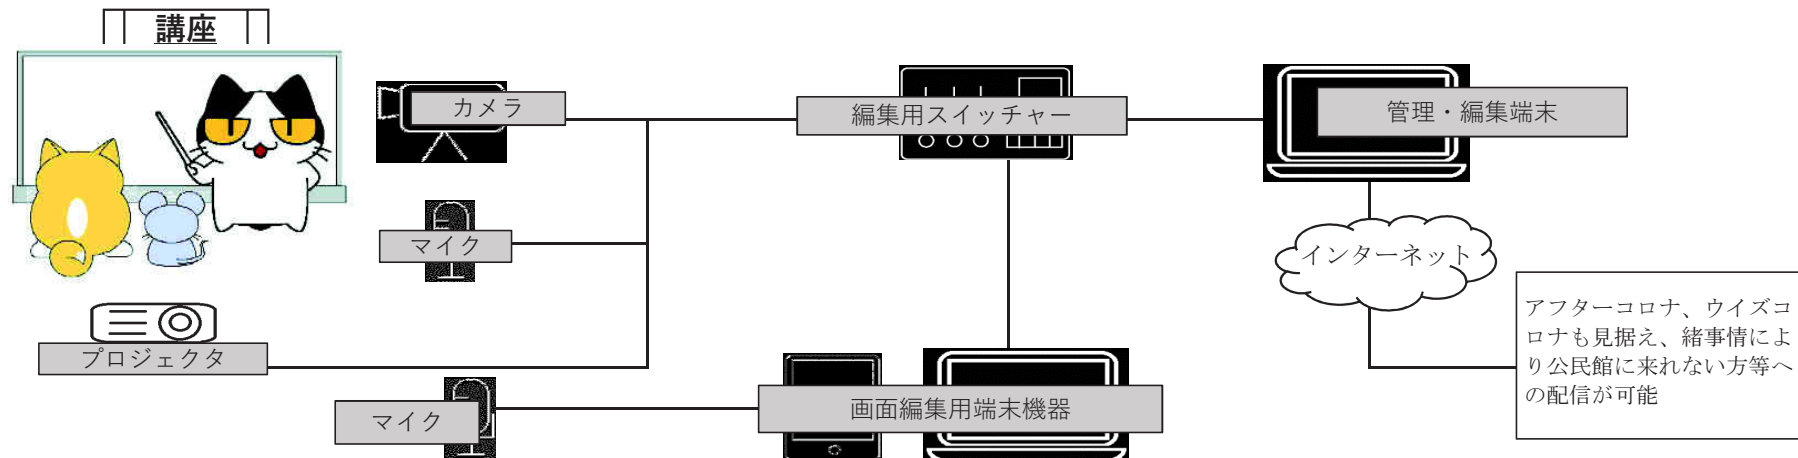 講座
カメラ
編集用スイッチャー
管理・編集端末
マイク
インターネット
プロジェクタ
マイク
画面編集用端末機器
アフターコロナ、ウイズコ
ロナも見据え、緒事情によ
り公民館に来れない方等へ
の配信が可能